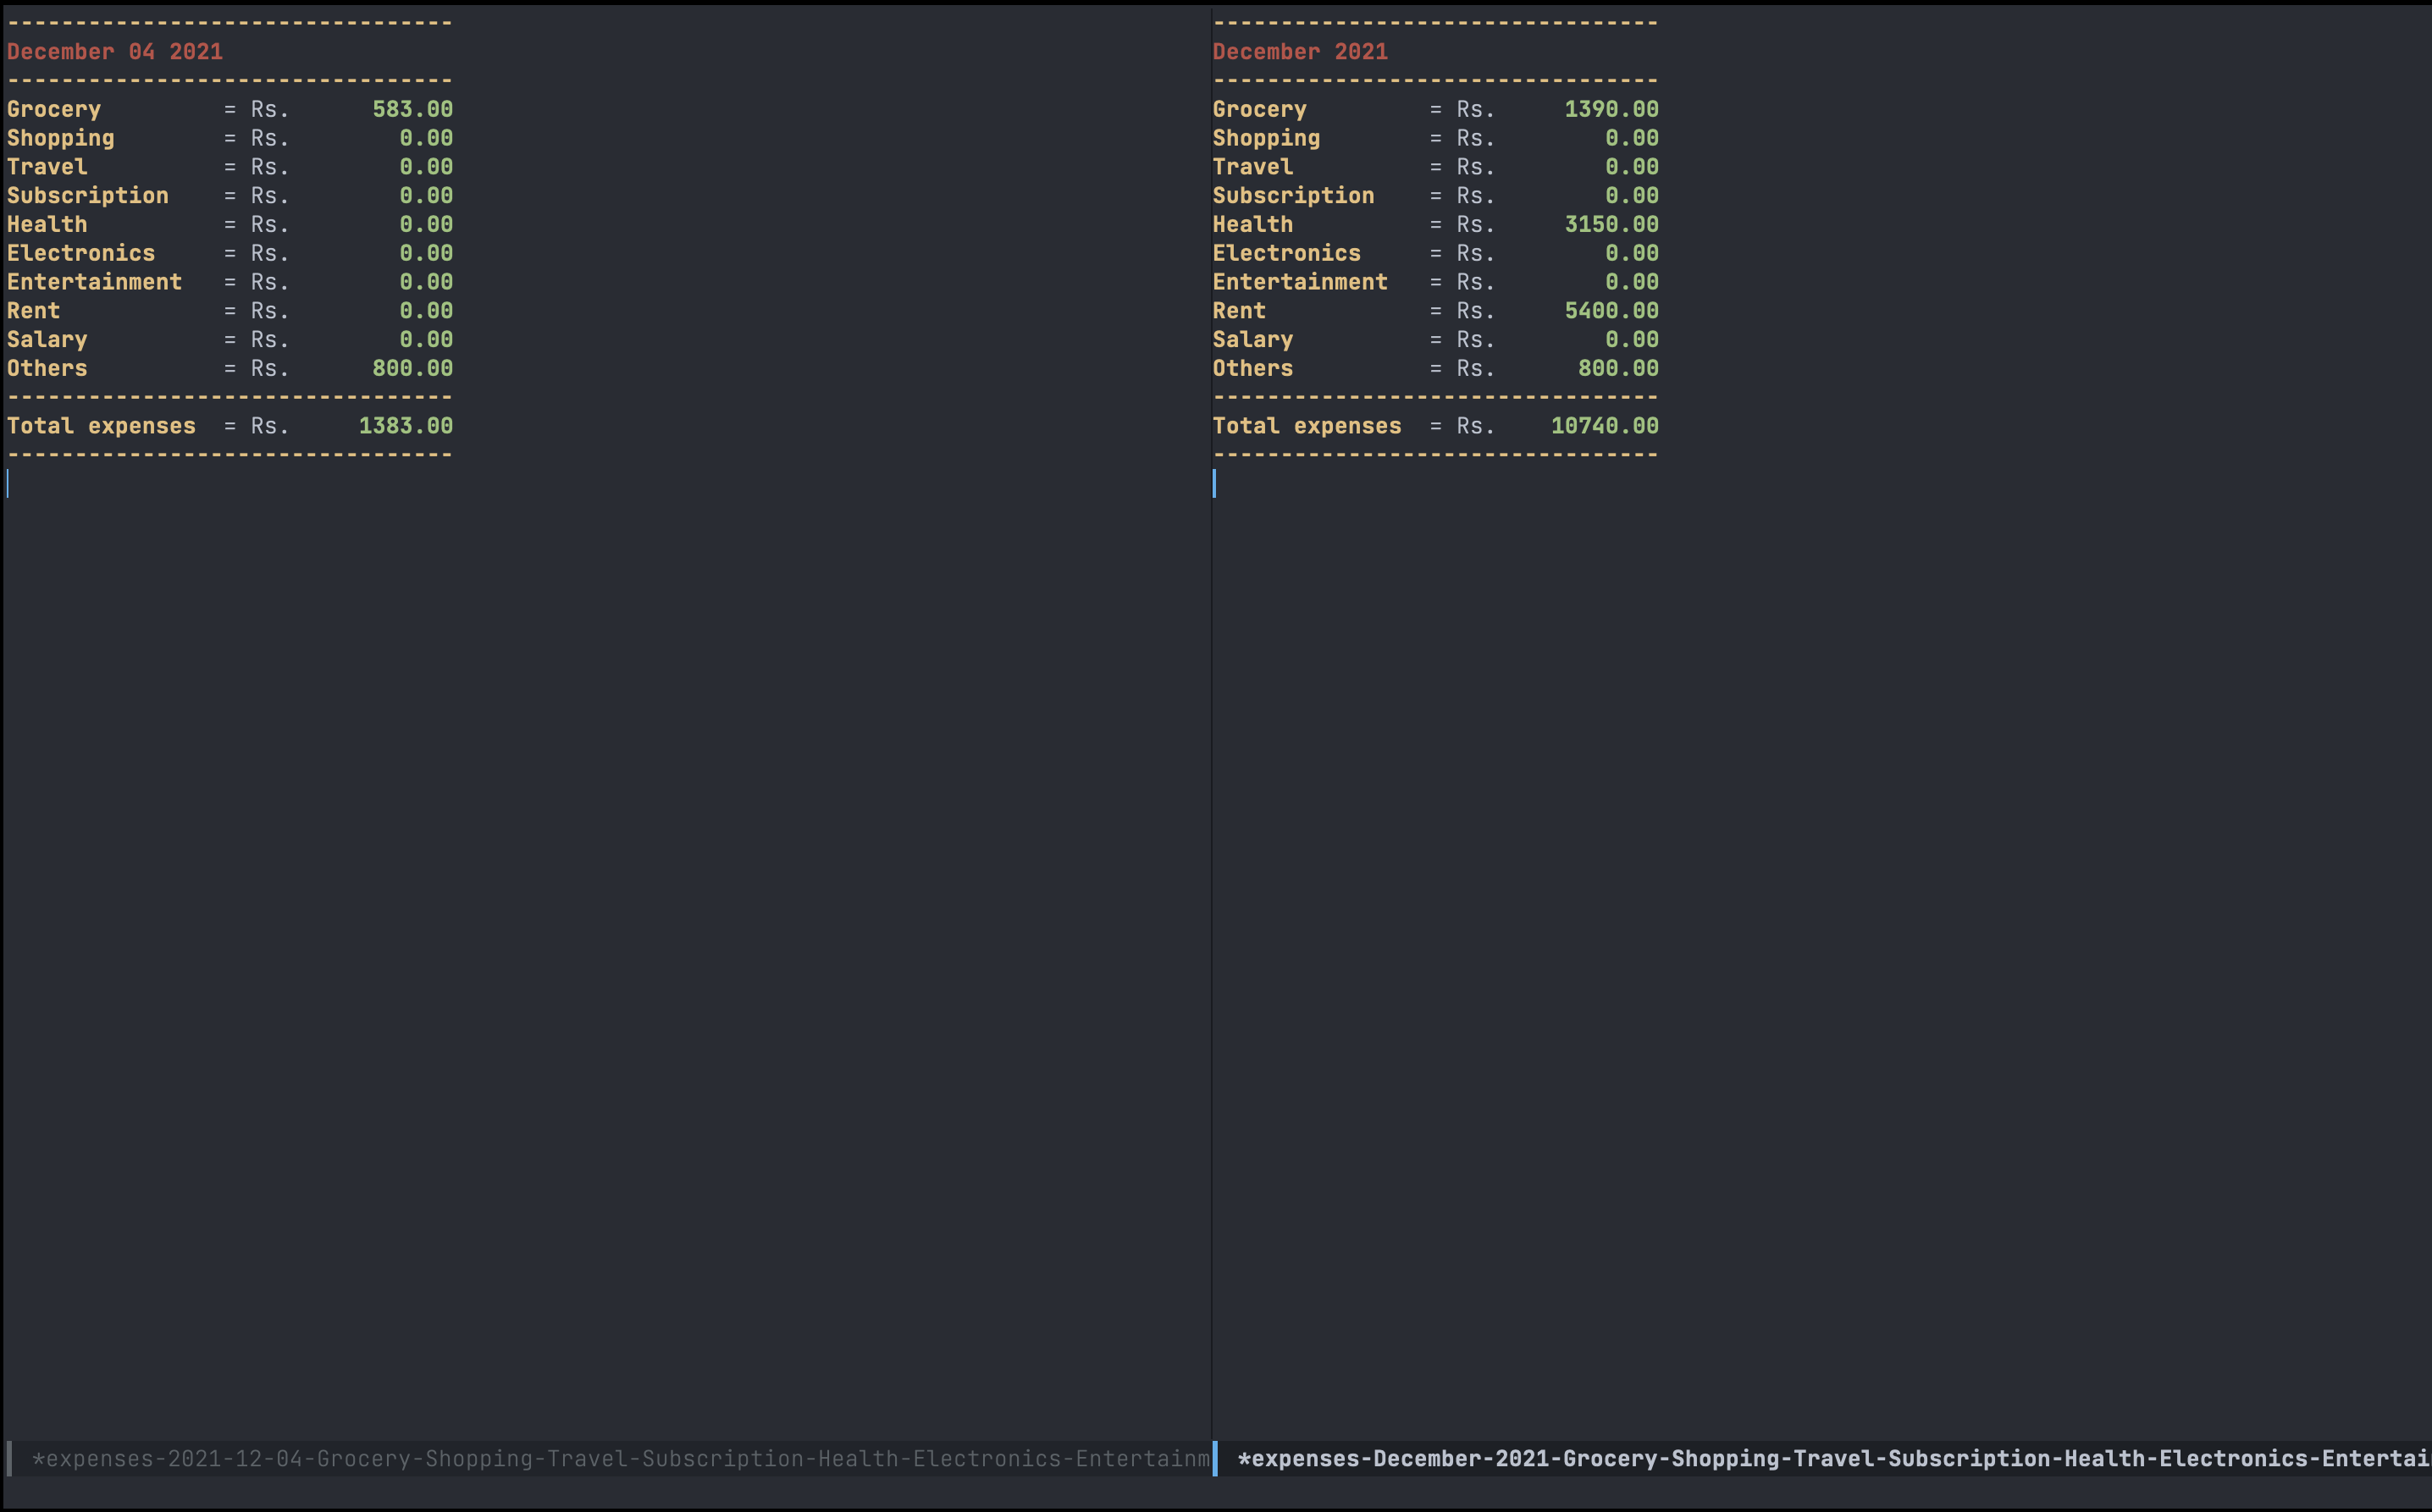 ---------------------------------
December 04 2021
---------------------------------
Grocery         = Rs.      583.00
Shopping        = Rs.        0.00
Travel          = Rs.        0.00
Subscription    = Rs.        0.00
Health          = Rs.        0.00
Electronics     = Rs.        0.00
Entertainment   = Rs.        0.00
Rent            = Rs.        0.00
Salary          = Rs.        0.00
Others          = Rs.      800.00
---------------------------------
Total expenses  = Rs.     1383.00
---------------------------------
*expenses-2021-12-04-Grocery-Shopping-Travel-Subscription-Health-Electronics-Entertainm
---------------------------------
December 2021
---------------------------------
Grocery         = Rs.     1390.00
Shopping        = Rs.        0.00
Travel          = Rs.        0.00
Subscription    = Rs.        0.00
Health          = Rs.     3150.00
Electronics     = Rs.        0.00
Entertainment   = Rs.        0.00
Rent            = Rs.     5400.00
Salary          = Rs.        0.00
Others          = Rs.      800.00
---------------------------------
Total expenses  = Rs.    10740.00
---------------------------------
*expenses-December-2021-Grocery-Shopping-Travel-Subscription-Health-Electronics-Entertai